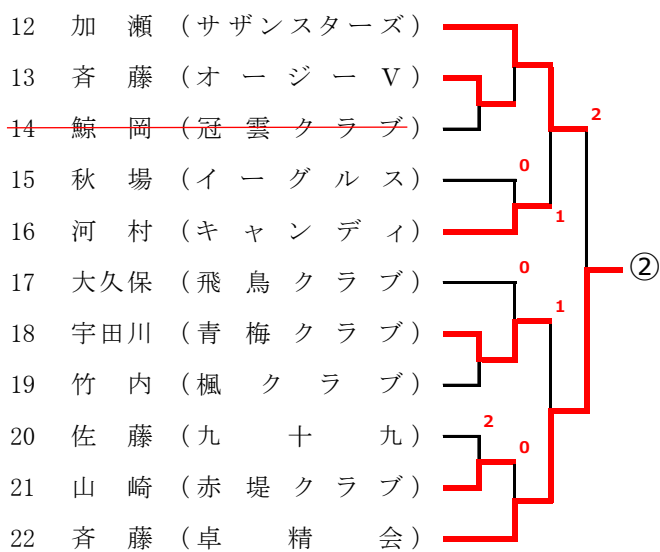 12 加瀬 (サザンスターズ)
13 斉藤 (オージーV)
2
14 鯨岡 (冠雲クラブ)
0
15 秋場 (イーグルス)
1
16 河村 (キャンディ)
0 ②
17 大久保 (飛鳥クラブ)
1
18 宇田川 (青梅クラブ)
19 竹内 (楓クラブ)
2
20 佐藤 (九十九)
0
21 山崎 (赤堤クラブ)
22 斉藤 (卓精会)